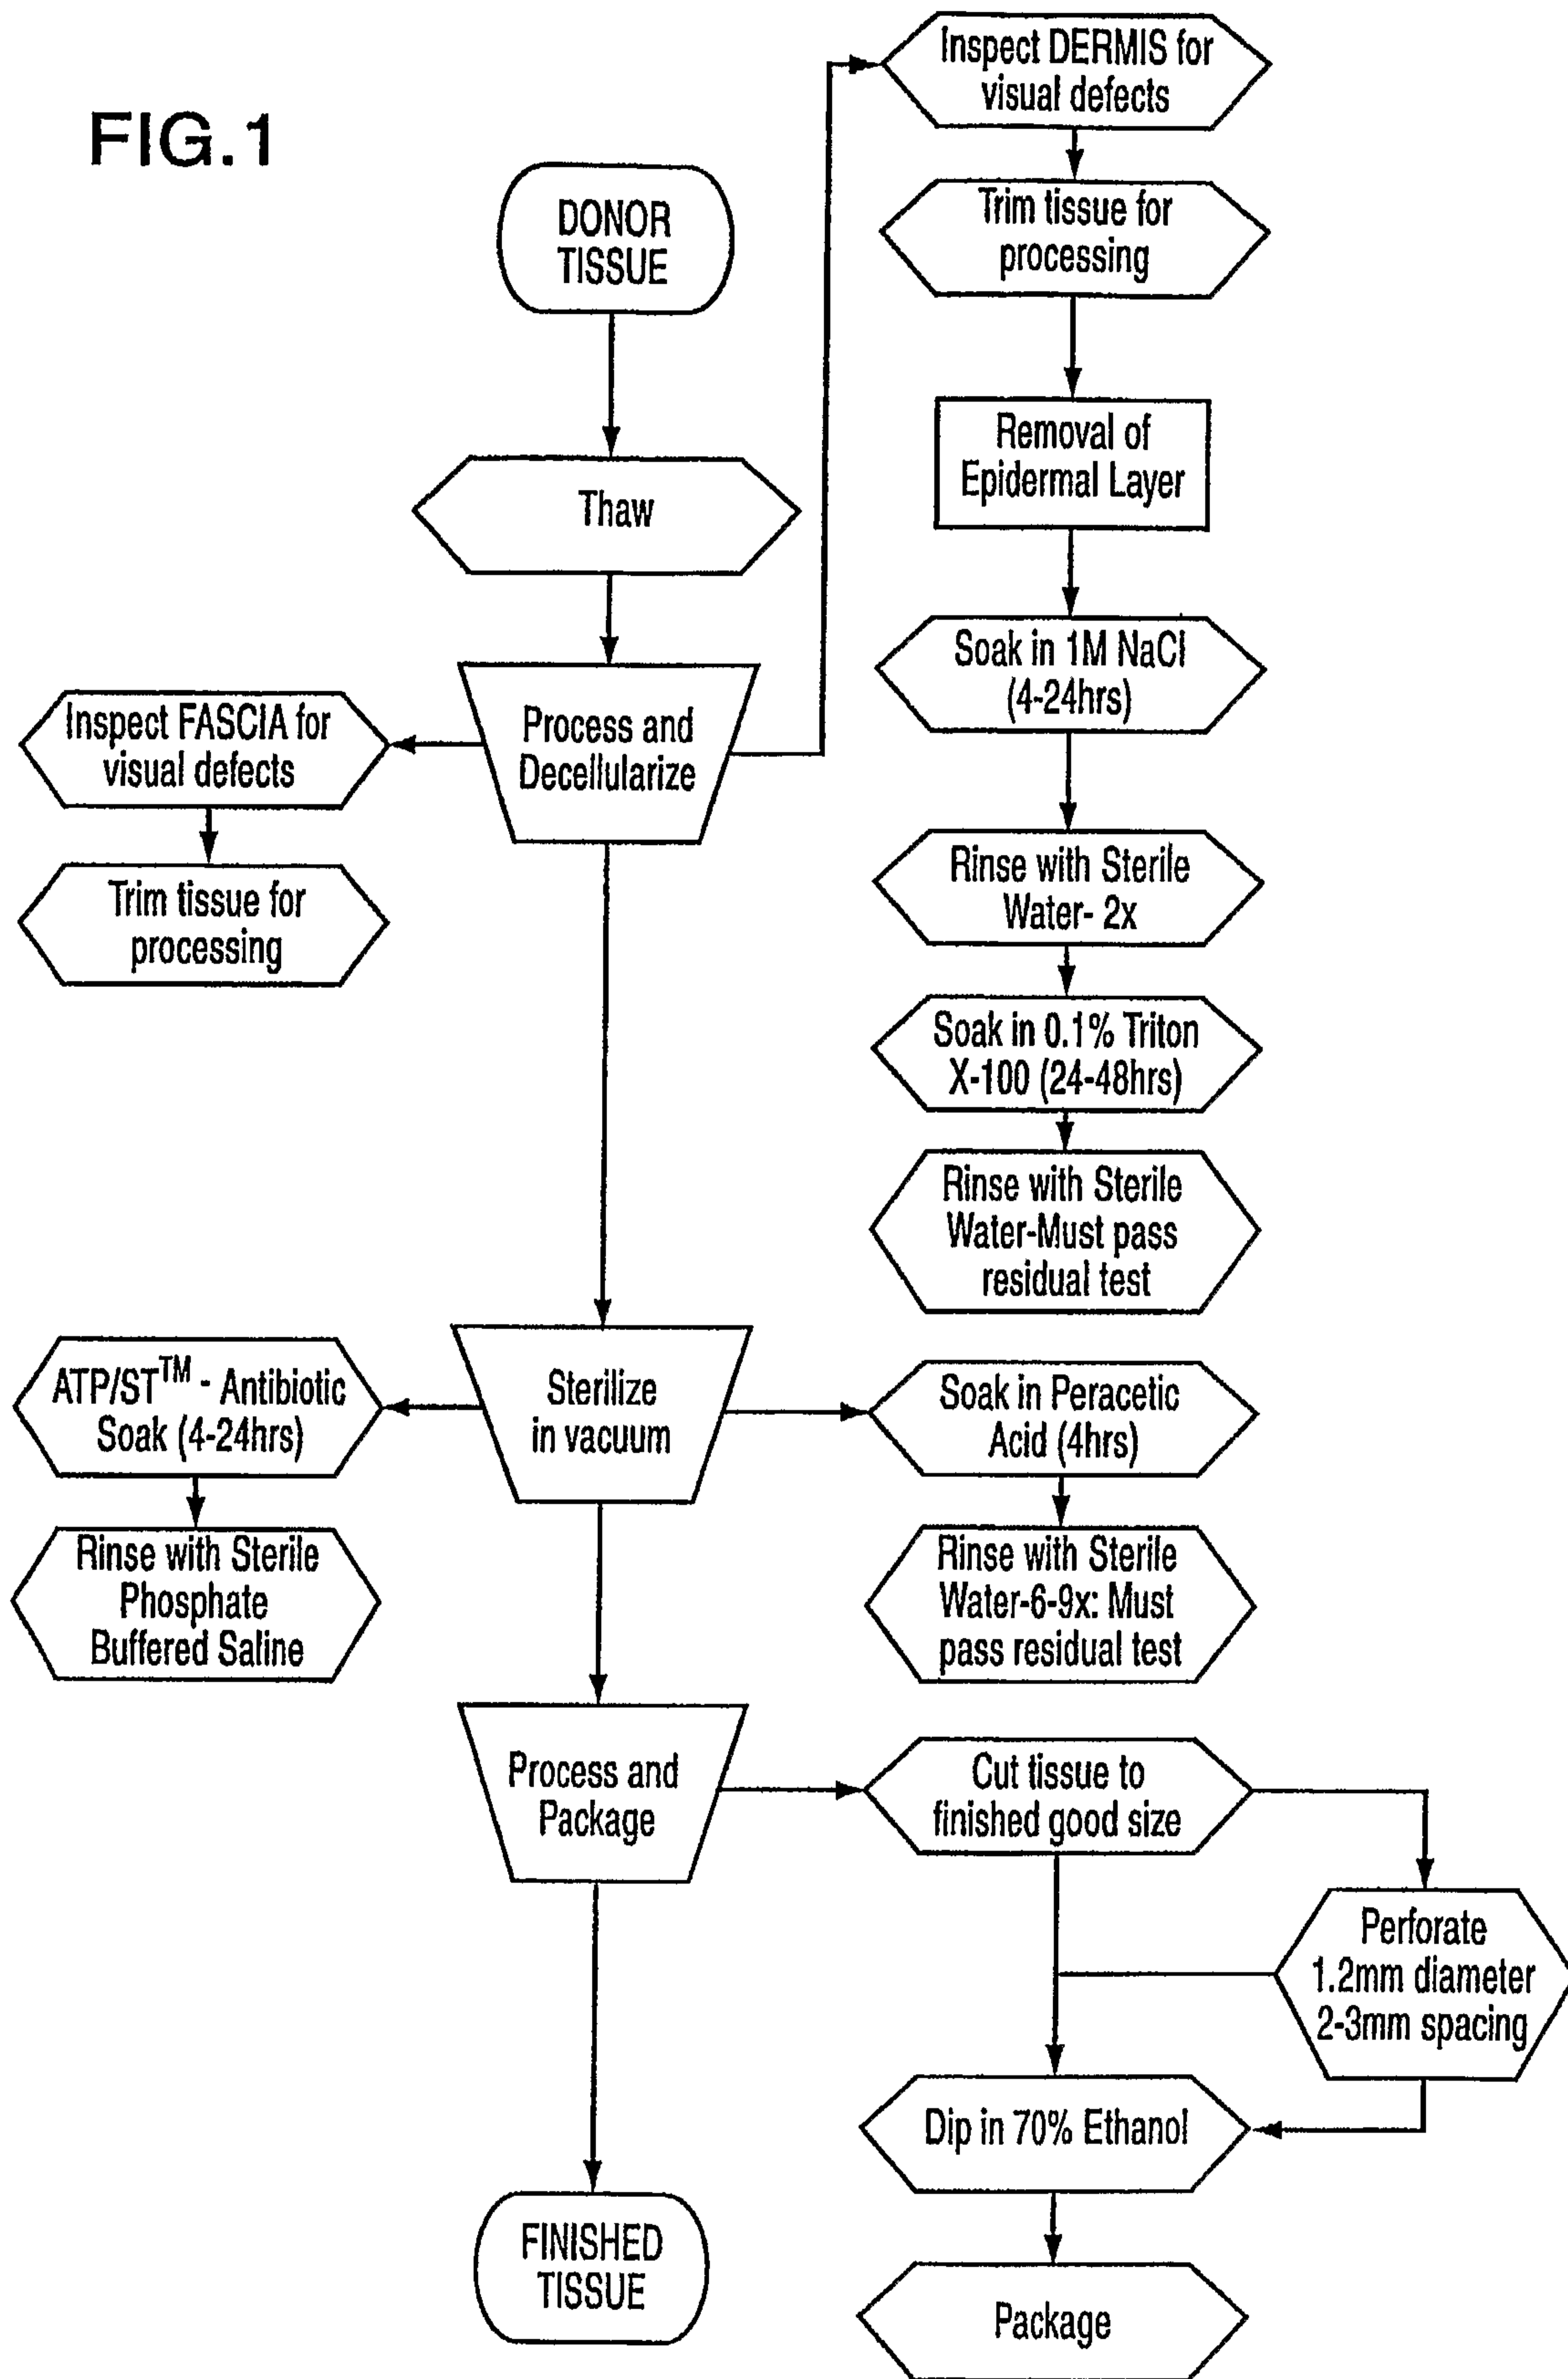 FIG.1
DONOR
TISSUE
Thaw
Process and
Decellularize
Inspect FASCIA for
visual defects
Trim tissue for
processing
Inspect DERMIS for
visual defects
Trim tissue for
processing
Removal of
Epidermal Layer
Soak in 1M NaCl
(4-24hrs)
Rinse with Sterile
Water- 2x
Soak in 0.1% Triton
X-100 (24-48hrs)
Rinse with Sterile
Water-Must pass
residual test
Sterilize
in vacuum
ATP/ST™ - Antibiotic
Soak (4-24hrs)
Rinse with Sterile
Phosphate
Buffered Saline
Soak in Peracetic
Acid (4hrs)
Rinse with Sterile
Water-6-9x: Must
pass residual test
Process and
Package
Cut tissue to
finished good size
Perforate
1.2mm diameter
2-3mm spacing
Dip in 70% Ethanol
Package
FINISHED
TISSUE